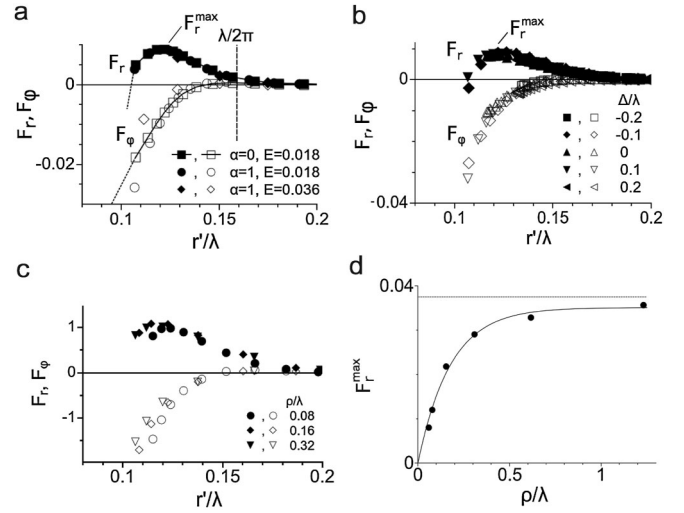 a
F_r^max
λ/2π
F_r
F_φ
F_r, F_φ
0
-0.02
α=0, E=0.018
α=1, E=0.018
α=1, E=0.036
0.1
0.15
0.2
r'/λ
b
F_r^max
F_r
F_φ
F_r, F_φ
0
-0.04
Δ/λ
-0.2
-0.1
0
0.1
0.2
0.1
0.15
0.2
r'/λ
c
F_r, F_φ
1
0
-1
ρ/λ
0.08
0.16
0.32
0.1
0.15
0.2
r'/λ
d
0.04
F_r^max
0
0
0.5
1
ρ/λ